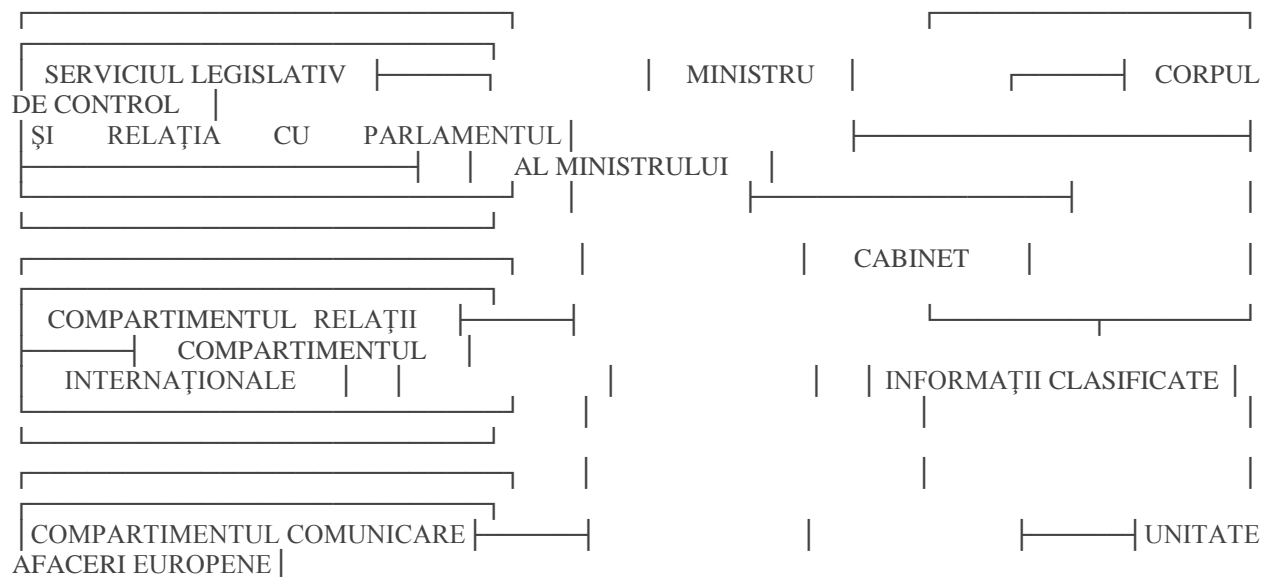 SERVICIUL LEGISLATIV MINISTRU CORPUL
DE CONTROL
ŞI RELAŢIA CU PARLAMENTUL
AL MINISTRULUI
CABINET
COMPARTIMENTUL RELAŢII
COMPARTIMENTUL
INTERNAŢIONALE INFORMAŢII CLASIFICATE
COMPARTIMENTUL COMUNICARE UNITATE
AFACERI EUROPENE